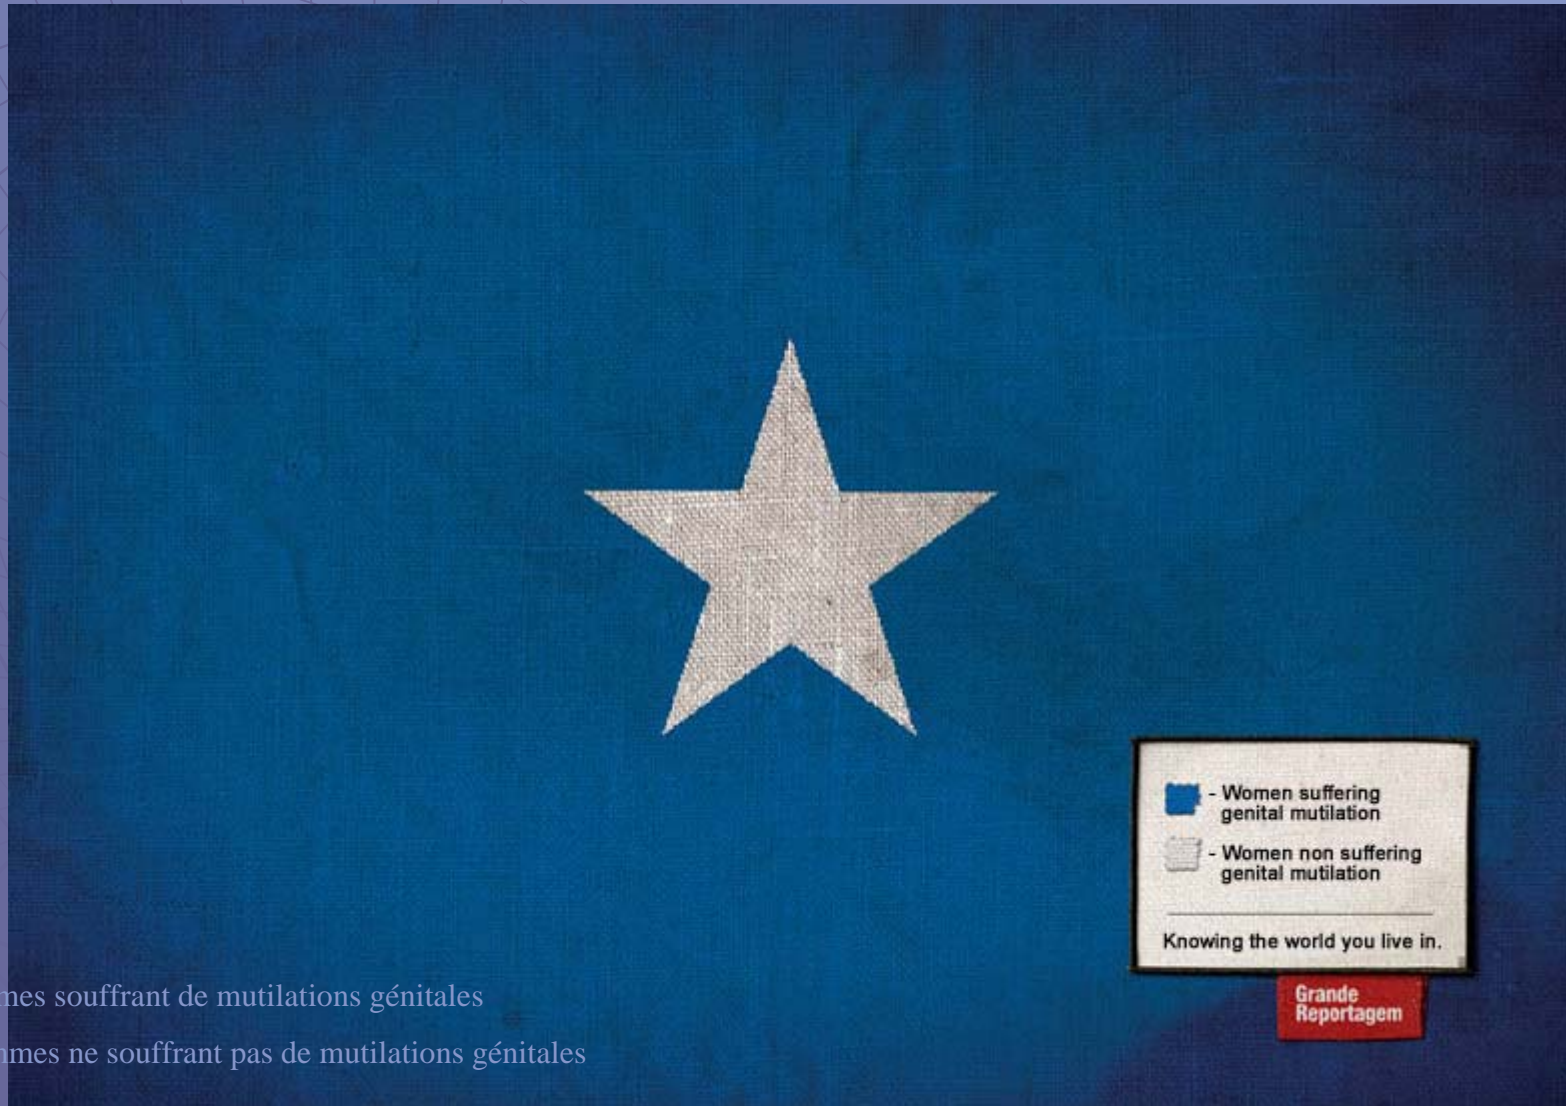 - Women suffering
genital mutilation
- Women non suffering
genital mutilation
Knowing the world you live in.
Grande
Reportagem
mes souffrant de mutilations génitales
mmes ne souffrant pas de mutilations génitales